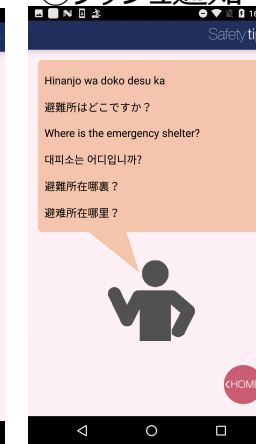 Safety ti
Hinanjo wa doko desu ka
避難所はどこですか？
Where is the emergency shelter?
대피소는 어디입니까?
避難所在哪裏？
避难所在哪里？
<HOME